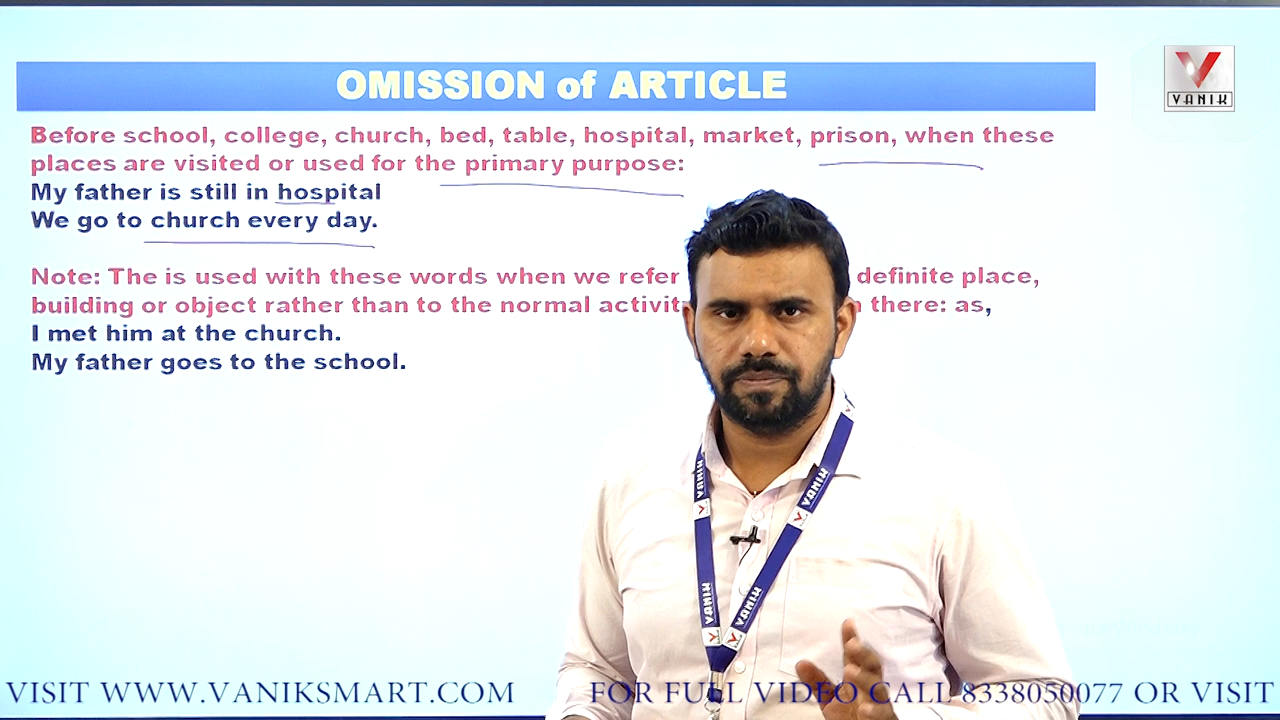 OMISSION of ARTICLE
VANIK
Before school, college, church, bed, table, hospital, market, prison, when these
places are visited or used for the primary purpose:
My father is still in hospital
We go to church every day.
Note: The is used with these words when we refer definite place,
building or object rather than to the normal there: as,
I met him at the church.
My father goes to the school.
VANIK
VANIK
VANIK
VANIK
VISIT WWW.VANIKSMART.COM FOR FULL VIDEO CALL 8338050077 OR VISIT